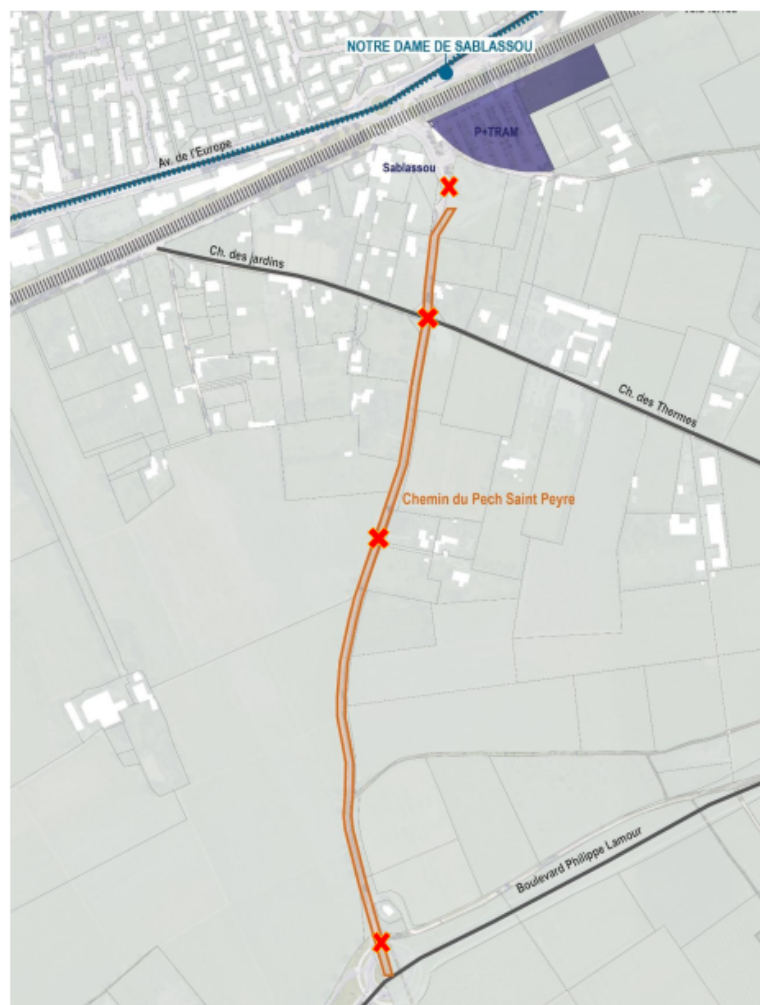 NOTRE DAME DE SABLASSOU
P+TRAM
Av. de l'Europe
Sablassou
Ch. des jardins
Ch. des Thermes
Chemin du Pech Saint Peyre
Boulevard Philippe Lamour